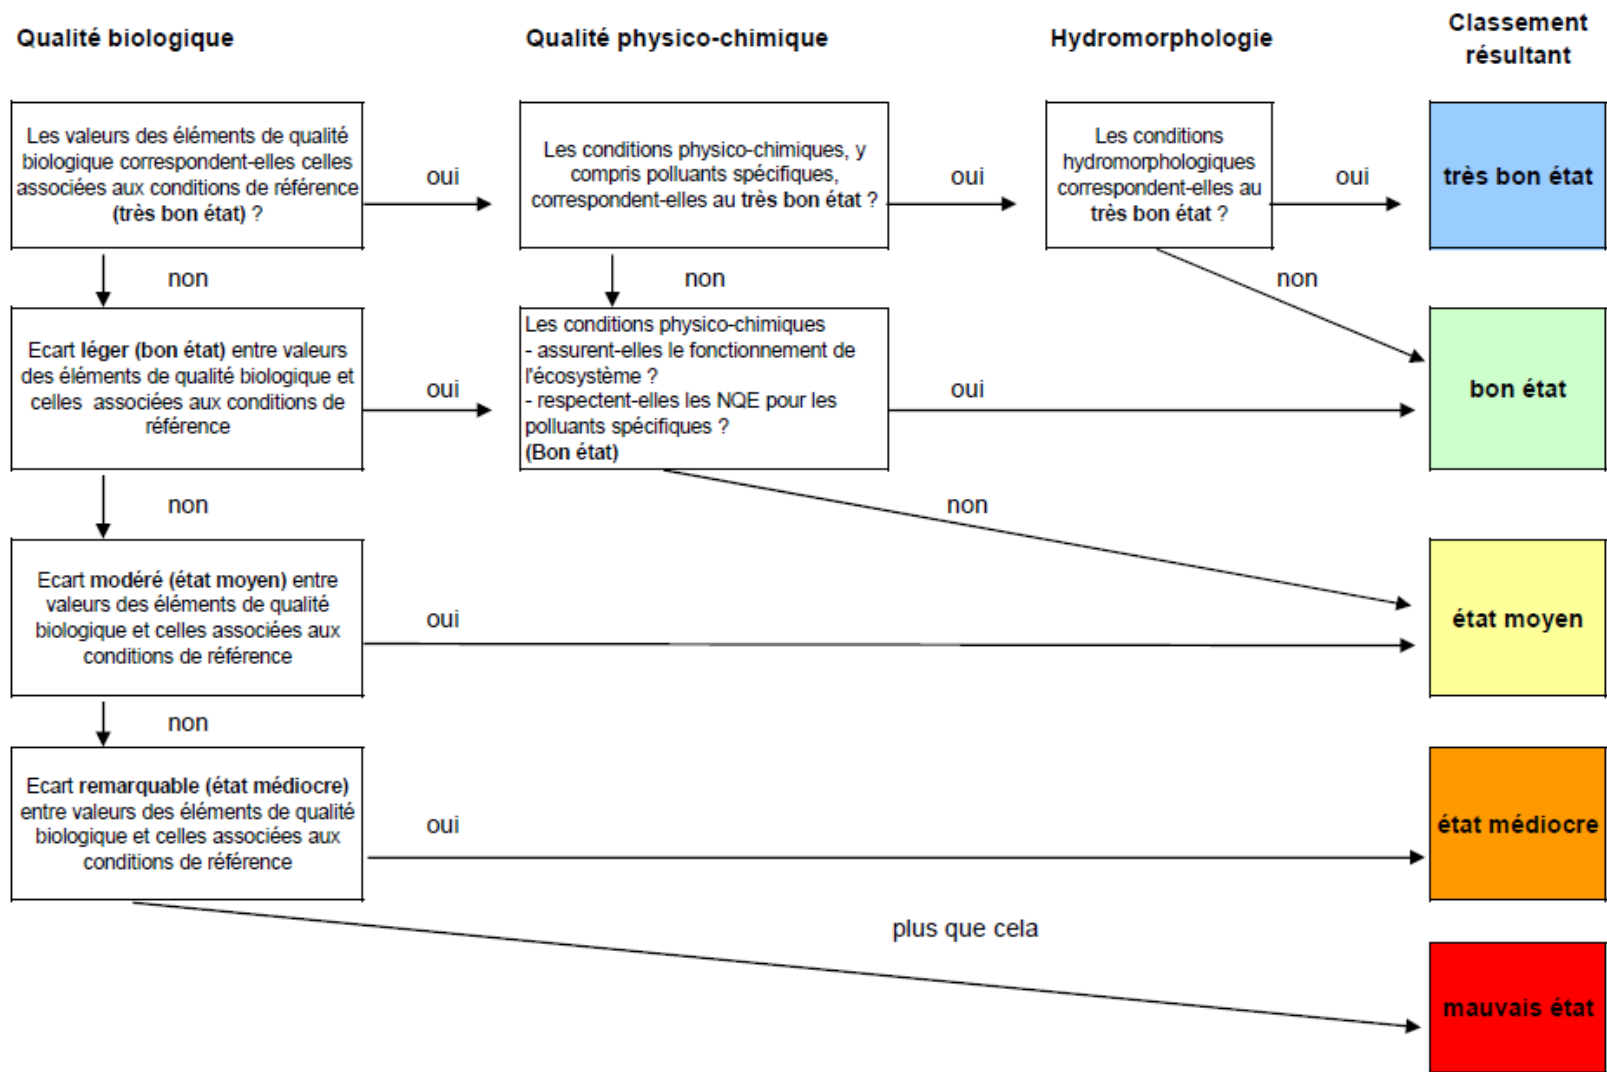 Qualité biologique
Qualité physico-chimique
Hydromorphologie
Classement
résultant
Les valeurs des éléments de qualité
biologique correspondent-elles celles
associées aux conditions de référence
(très bon état) ?
oui
Les conditions physico-chimiques, y
compris polluants spécifiques,
correspondent-elles au très bon état ?
oui
Les conditions
hydromorphologiques
correspondent-elles au
très bon état ?
oui
très bon état
non
non
non
Ecart léger (bon état) entre valeurs
des éléments de qualité biologique et
celles associées aux conditions de
référence
oui
Les conditions physico-chimiques
- assurent-elles le fonctionnement de
l'écosystème ?
- respectent-elles les NQE pour les
polluants spécifiques ?
(Bon état)
oui
bon état
non
non
Ecart modéré (état moyen) entre
valeurs des éléments de qualité
biologique et celles associées aux
conditions de référence
oui
état moyen
non
Ecart remarquable (état médiocre)
entre valeurs des éléments de qualité
biologique et celles associées aux
conditions de référence
oui
état médiocre
plus que cela
mauvais état